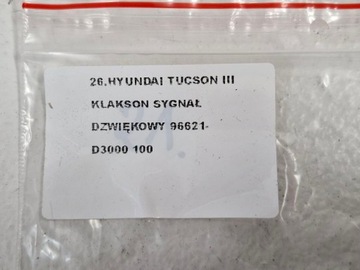 26.HYUNDAI TUCSON III
KLAKSON SYGNAŁ
DZWIĘKOWY 96621-
D3000 100